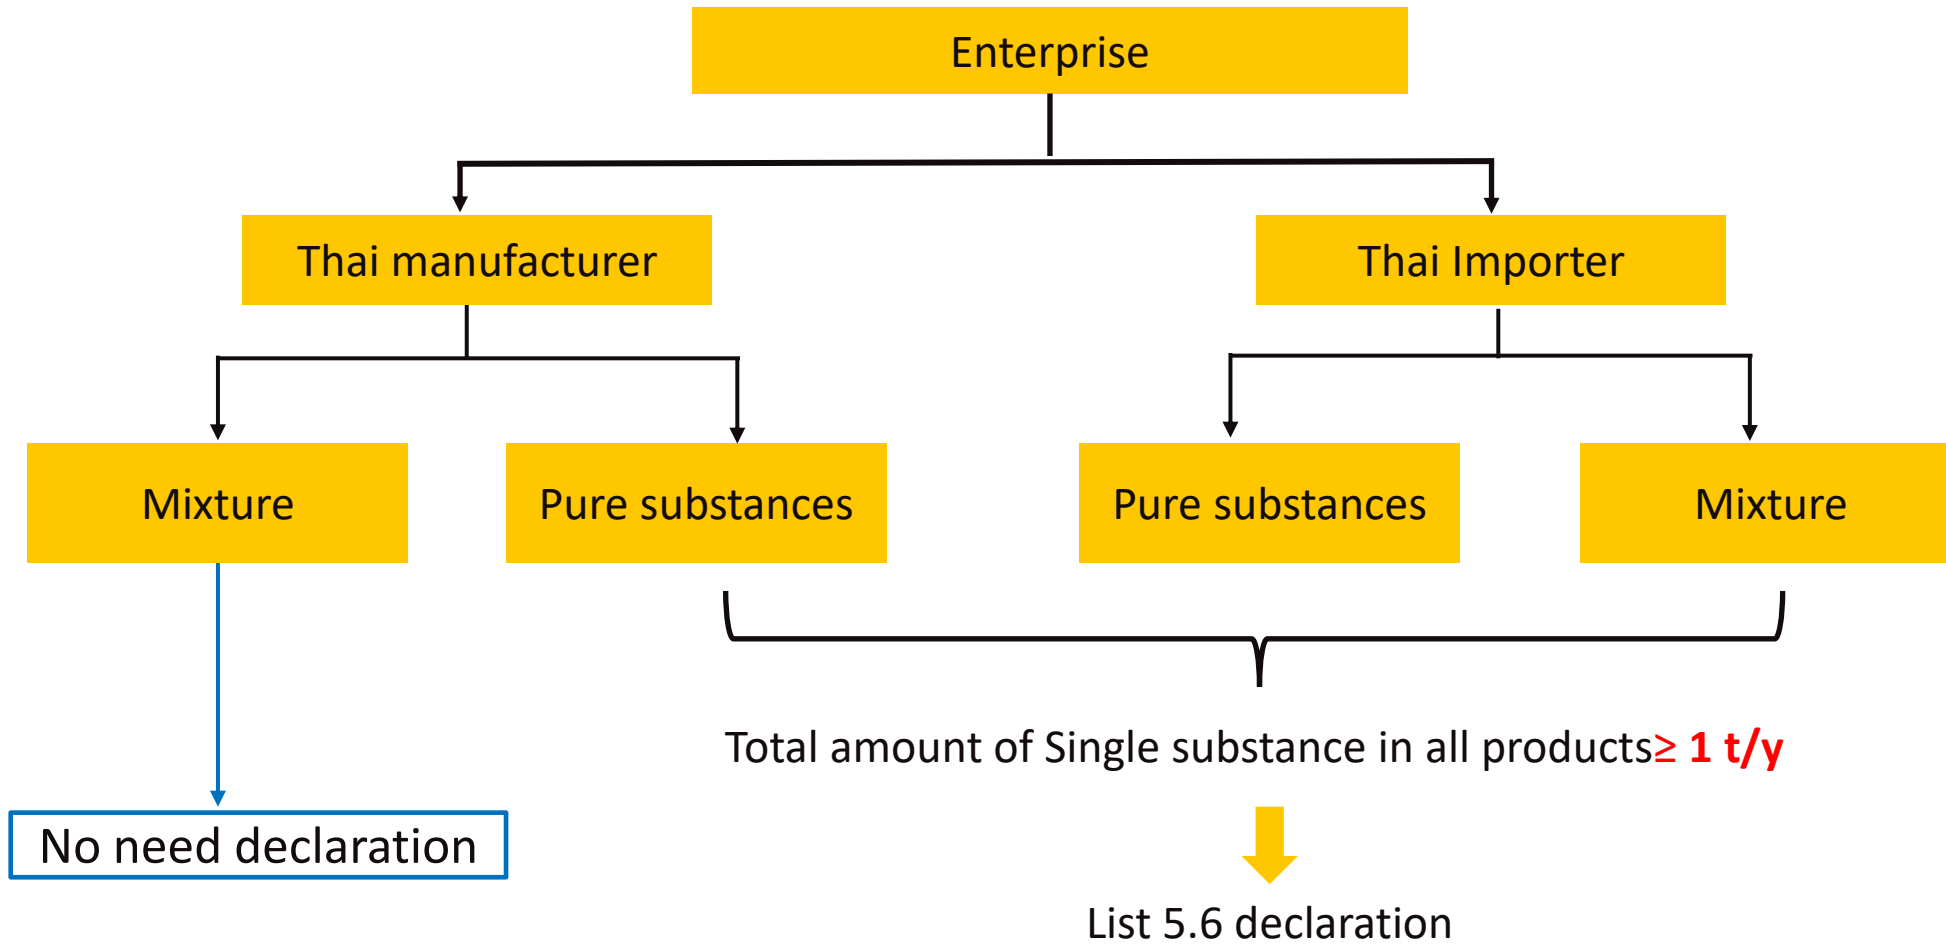 Enterprise
Thai manufacturer
Thai Importer
Mixture
Pure substances
Pure substances
Mixture
Total amount of Single substance in all products≥ 1 t/y
No need declaration
List 5.6 declaration